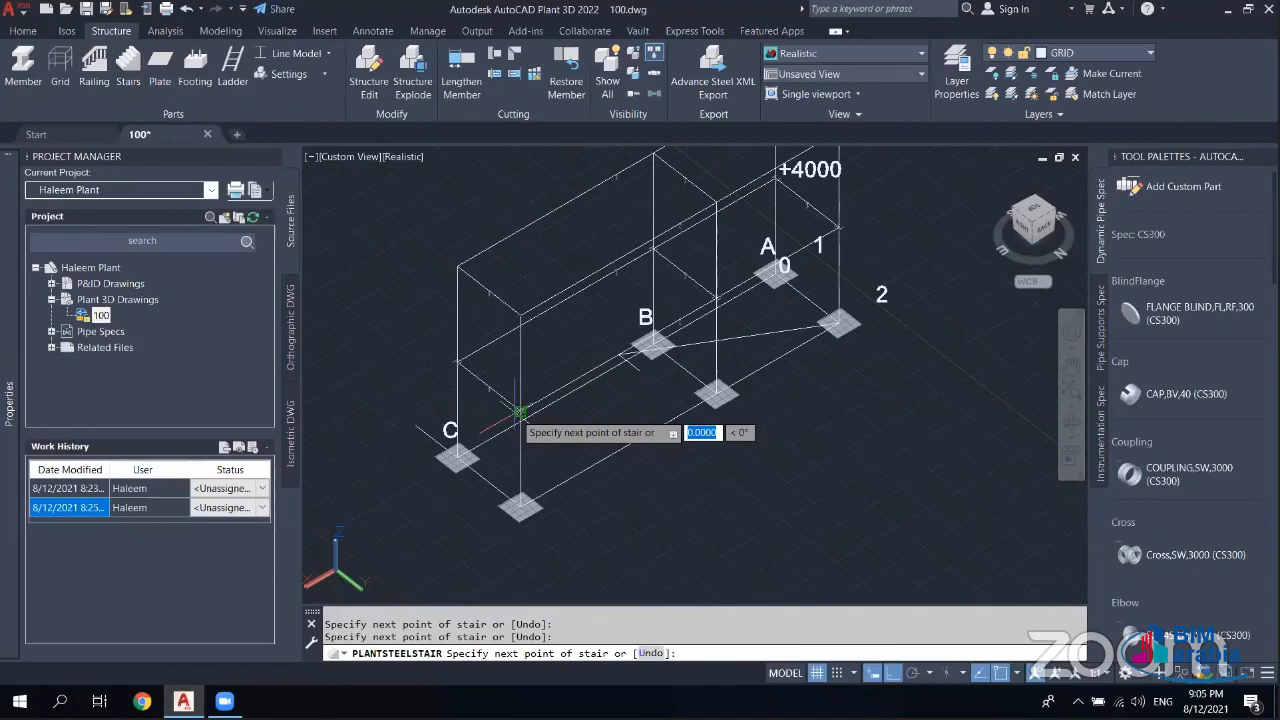 Share
Autodesk AutoCAD Plant 3D 2022 100.dwg
Type a keyword or phrase
Sign In
Home Isos Structure Analysis Modeling Visualize Insert Annotate Manage Output Add-ins Collaborate Vault Express Tools Featured Apps
Member Grid Railing Stairs Plate Footing Ladder
Line Model
Settings
Parts
Structure Edit
Structure Explode
Modify
Lengthen Member
Restore Member
Cutting
Show All
Visibility
Advance Steel XML Export
Export
Realistic
Unsaved View
Single viewport
View
Layer Properties
GRID
Make Current
Match Layer
Layers
Start 100*
PROJECT MANAGER
Current Project:
Haleem Plant
Project
search
Haleem Plant
P&ID Drawings
Plant 3D Drawings
100
Pipe Specs
Related Files
Source Files
Orthographic DWG
Isometric DWG
Properties
Work History
Date Modified User Status
8/12/2021 8:23... Haleem <Unassigne...
8/12/2021 8:25... Haleem <Unassigne...
[−][Custom View][Realistic]
+4000
A
1
0
2
B
C
Specify next point of stair or 0.0000 < 0°
Z
TOP
BACK
WCS
TOOL PALETTES - AUTOCA...
Add Custom Part
Spec: CS300
BlindFlange
FLANGE BLIND,FL,RF,300 (CS300)
Cap
CAP,BV,40 (CS300)
Coupling
COUPLING,SW,3000 (CS300)
Cross
Cross,SW,3000 (CS300)
Elbow
Dynamic Pipe Spec
Pipe Supports Spec
Instrumentation Spec
Specify next point of stair or [Undo]:
Specify next point of stair or [Undo]:
PLANTSTEELSTAIR Specify next point of stair or [Undo]:
MODEL
zoom
BIM
arabia
ENG
9:05 PM
8/12/2021
3